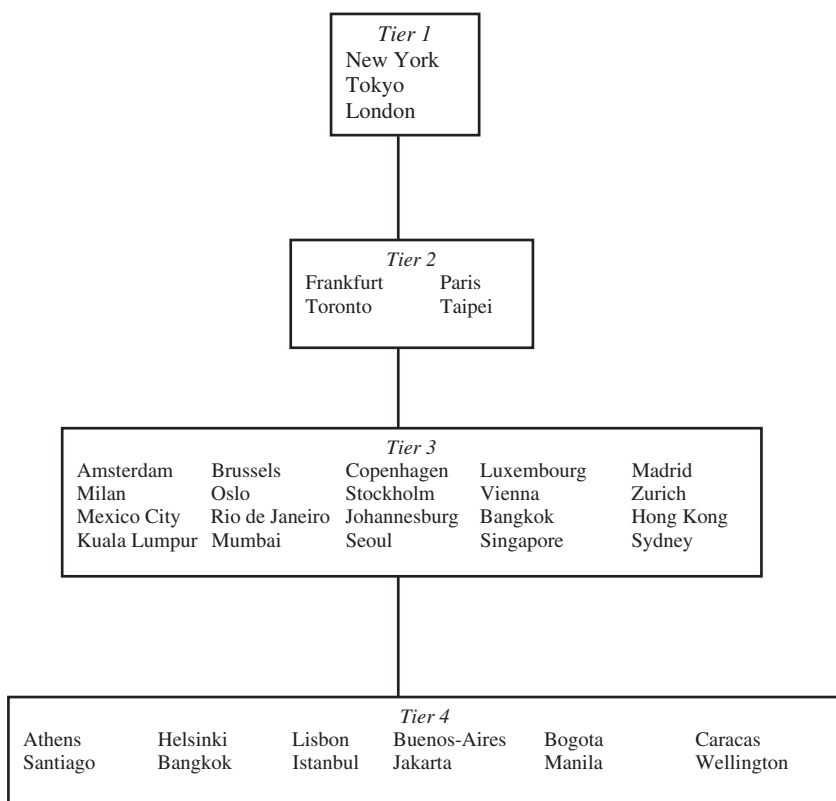 Tier 1
New York
Tokyo
London
Tier 2
Frankfurt Paris
Toronto Taipei
Tier 3
Amsterdam Brussels Copenhagen Luxembourg Madrid
Milan Oslo Stockholm Vienna Zurich
Mexico City Rio de Janeiro Johannesburg Bangkok Hong Kong
Kuala Lumpur Mumbai Seoul Singapore Sydney
Tier 4
Athens Helsinki Lisbon Buenos-Aires Bogota Caracas
Santiago Bangkok Istanbul Jakarta Manila Wellington